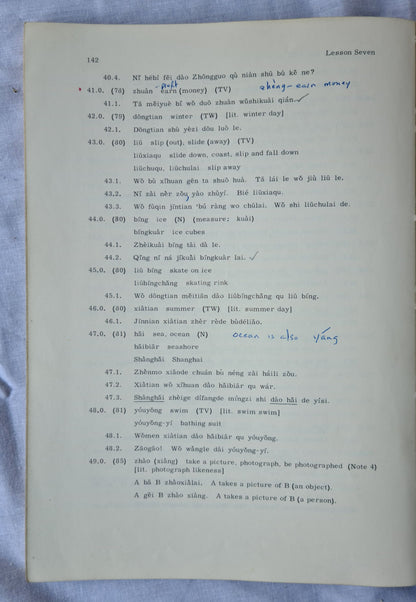 142
Lesson Seven
40.4. Nǐ hébì fēi dào Zhōngguo qù niàn shū bù kě ne?
profit
41.0. (78) zhuàn earn (money) (TV) zhèng - earn money
41.1. Tā měiyuè bǐ wǒ duō zhuàn wǔshikuài qián.
42.0. (79) dōngtian winter (TW) [lit. winter day]
42.1. Dōngtian shù yèzi dōu luò le.
43.0. (80) liū slip (out), slide (away) (TV)
liūxiaqu slide down, coast, slip and fall down
liūchuqu, liūchulai slip away
43.1. Wǒ bù xǐhuan gēn ta shuō huà. Tā lái le wǒ jiù liū le.
43.2. Nǐ zài nèr zǒu yào zhùyì. Bié liūxiaqu.
43.3. Wǒ fùqin jīntian bú ràng wo chūlai. Wǒ shi liūchulai de.
44.0. (80) bīng ice (N) (measure: kuài)
bīngkuàr ice cubes
44.1. Zhèikuài bīng tài dà le.
44.2. Qǐng nǐ ná jǐkuài bīngkuàr lai.
45.0. (80) liū bīng skate on ice
liūbīngchǎng skating rink
45.1. Wǒ dōngtian měitiān dào liūbīngchǎng qu liū bīng.
46.0. (80) xiàtian summer (TW) [lit. summer day]
46.1. Jīnnian xiàtian zhēn rède bùdéliǎo.
47.0. (81) hǎi sea, ocean (N) ocean is also yáng
hǎibiār seashore
Shànghǎi Shanghai
47.1. Zhènmo xiǎode chuán bù néng zài hǎili zǒu.
47.2. Xiàtian wǒ xǐhuan dào hǎibiār qu wár.
47.3. Shànghǎi zhèige dìfangde míngzi shi dào hǎi de yìsi.
48.0. (81) yóuyǒng swim (TV) [lit. swim swim]
yóuyǒng-yī bathing suit
48.1. Wǒmen xiàtian dào hǎibiār qu yóuyǒng.
48.2. Zāogāo! Wǒ wàngle dài yóuyǒng-yī.
49.0. (85) zhào (xiàng) take a picture, photograph, be photographed (Note 4)
[lit. photograph likeness]
A bǎ B zhàoxialai. A takes a picture of B (an object).
A gěi B zhào xiàng. A takes a picture of B (a person).